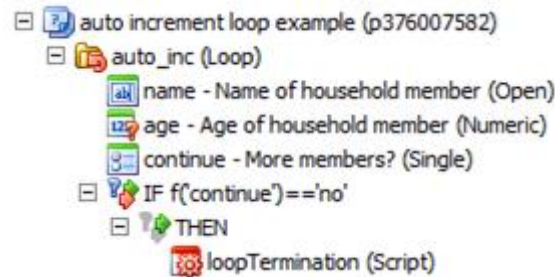 auto increment loop example (p376007582)
auto_inc (Loop)
name - Name of household member (Open)
age - Age of household member (Numeric)
continue - More members? (Single)
IF f('continue')=='no'
THEN
loopTermination (Script)